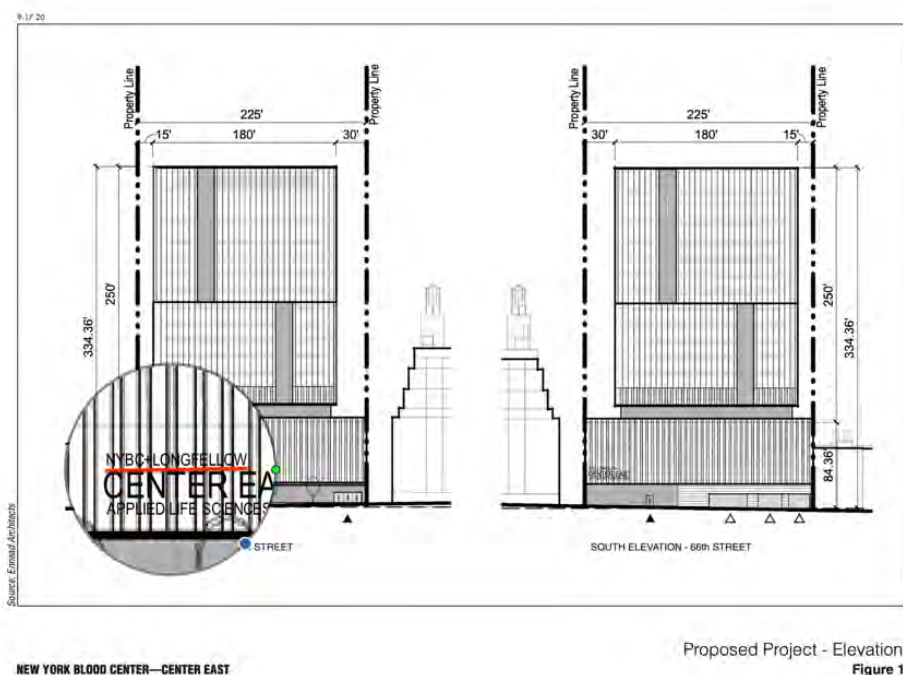 9.17 20
Property Line
225'
Property Line
15'
180'
30'
334.36'
250'
NYBC+LONGFELLOW
CENTER EA
APPLIED LIFE SCIENCES
STREET
Property Line
225'
Property Line
30'
180'
15'
250'
334.36'
84.36'
SOUTH ELEVATION - 66th STREET
Source: Ennead Architects
Proposed Project - Elevation
NEW YORK BLOOD CENTER—CENTER EAST
Figure 1